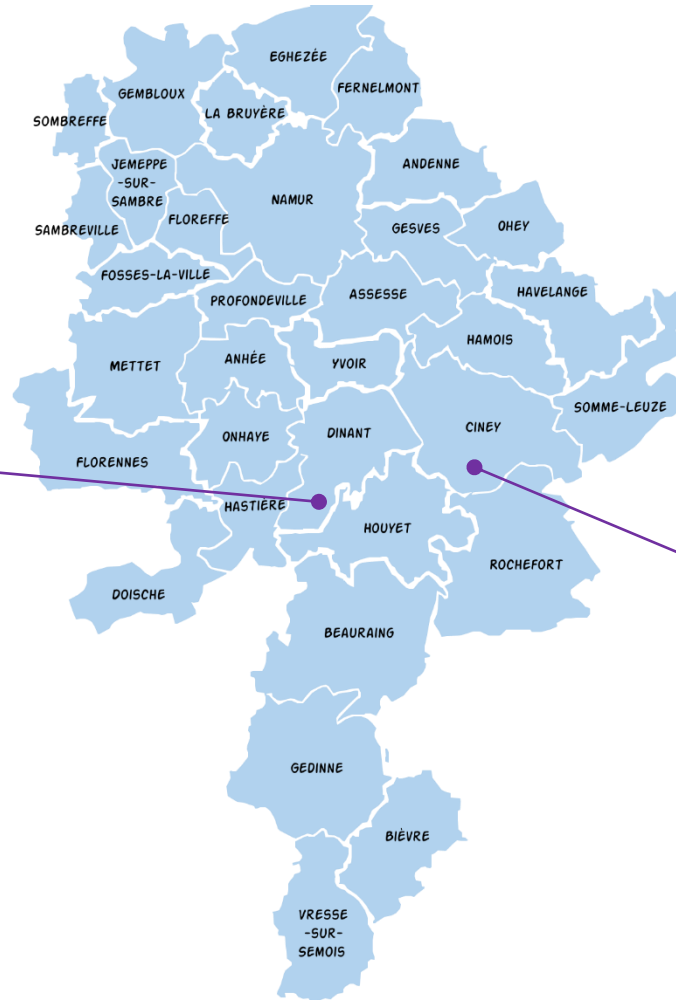 EGHEZÉE
FERNELMONT
GEMBLOUX
LA BRUYÈRE
SOMBREFFE
JEMEPPE
-SUR-
SAMBRE
ANDENNE
NAMUR
FLOREFFE
SAMBREVILLE
GESVES
OHEY
FOSSES-LA-VILLE
PROFONDEVILLE
ASSESSE
HAVELANGE
HAMOIS
METTET
ANHÉE
YVOIR
SOMME-LEUZE
CINEY
DINANT
ONHAYE
FLORENNES
HASTIÈRE
HOUYET
ROCHEFORT
DOISCHE
BEAURAING
GEDINNE
BIÈVRE
VRESSE
-SUR-
SEMOIS